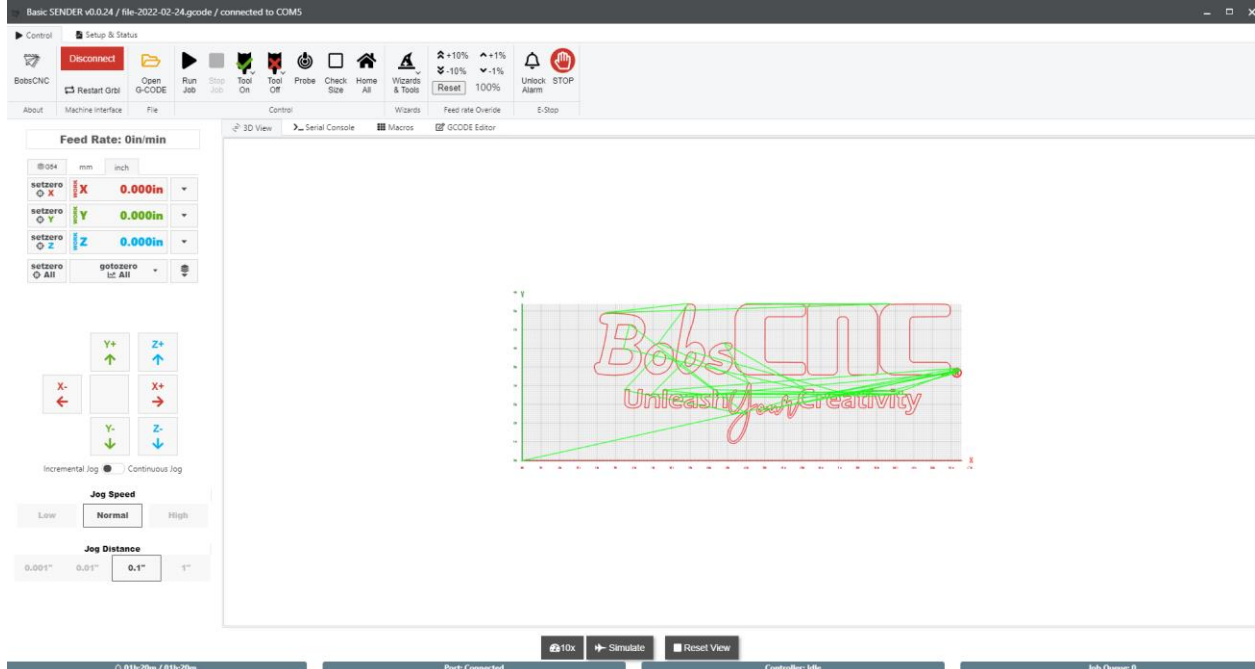 Basic SENDER v0.0.24 / file-2022-02-24.gcode / connected to COM5
Control Setup & Status
BobsCNC
Disconnect
Restart Grbl
Open G-CODE
Run Job
Stop Job
Tool On
Tool Off
Probe
Check Size
Home All
Wizards & Tools
+10% +1%
-10% -1%
Reset 100%
Unlock Alarm
STOP
About Machine Interface File Control Wizards Feed rate Overide E-Stop
3D View Serial Console Macros GCODE Editor
Feed Rate: 0in/min
G54 mm inch
setzero X X 0.000in
setzero Y Y 0.000in
setzero Z Z 0.000in
setzero All gotozero All
Y+ Z+
X- X+
Y- Z-
Incremental Jog Continuous Jog
Jog Speed
Low Normal High
Jog Distance
0.001" 0.01" 0.1" 1"
Y
BobsCNC
Unleash Your Creativity
X
10x Simulate Reset View
01h:20m / 01h:20m Port: Connected Controller: Idle Job Queue: 0